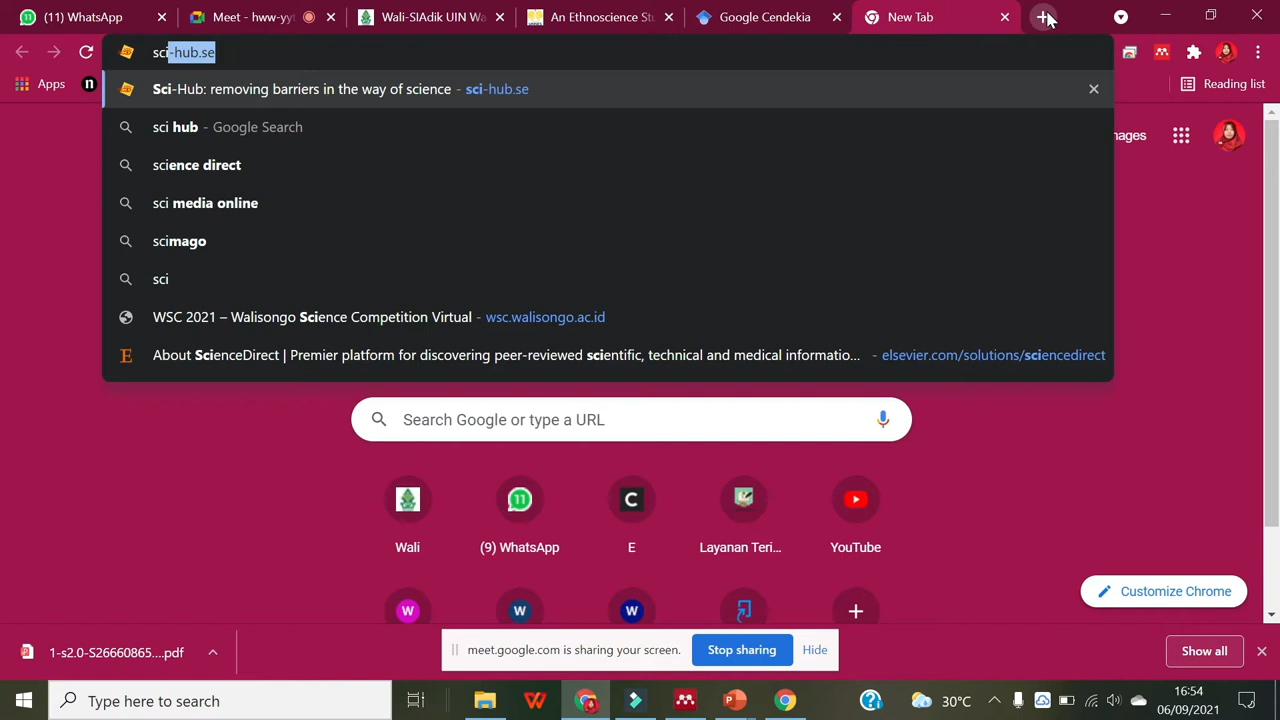 (11) WhatsApp
Meet - hww-yyt
Wali-SIAdik UIN Wa
An Ethnoscience Stu
Google Cendekia
New Tab
sci-hub.se
Apps
n
Reading list
Sci-Hub: removing barriers in the way of science - sci-hub.se
sci hub - Google Search
science direct
sci media online
scimago
sci
WSC 2021 – Walisongo Science Competition Virtual - wsc.walisongo.ac.id
About ScienceDirect | Premier platform for discovering peer-reviewed scientific, technical and medical informatio... - elsevier.com/solutions/sciencedirect
mages
Search Google or type a URL
11
C
Wali
(9) WhatsApp
E
Layanan Teri...
YouTube
W
W
W
Customize Chrome
1-s2.0-S26660865....pdf
meet.google.com is sharing your screen.
Stop sharing
Hide
Show all
Type here to search
W
30°C
16:54
06/09/2021